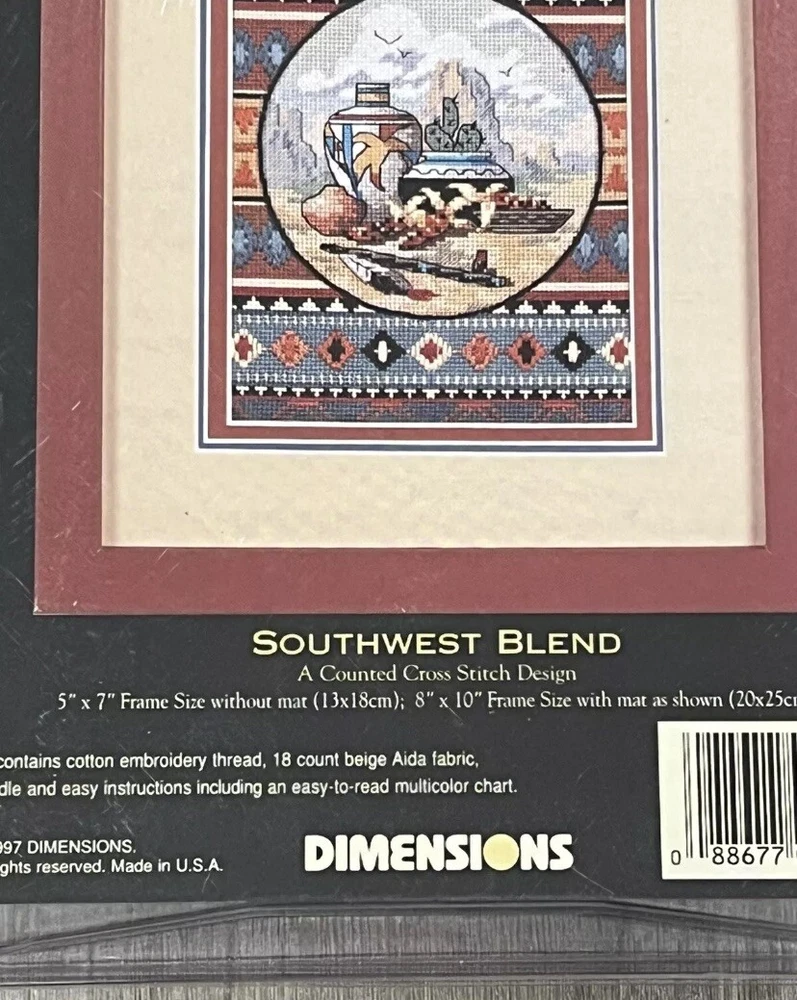 SOUTHWEST BLEND
A Counted Cross Stitch Design
5" x 7" Frame Size without mat (13x18cm); 8" x 10" Frame Size with mat as shown (20x25c
contains cotton embroidery thread, 18 count beige Aida fabric,
dle and easy instructions including an easy-to-read multicolor chart.
997 DIMENSIONS.
ghts reserved. Made in U.S.A.
DIMENSIONS
0 88677